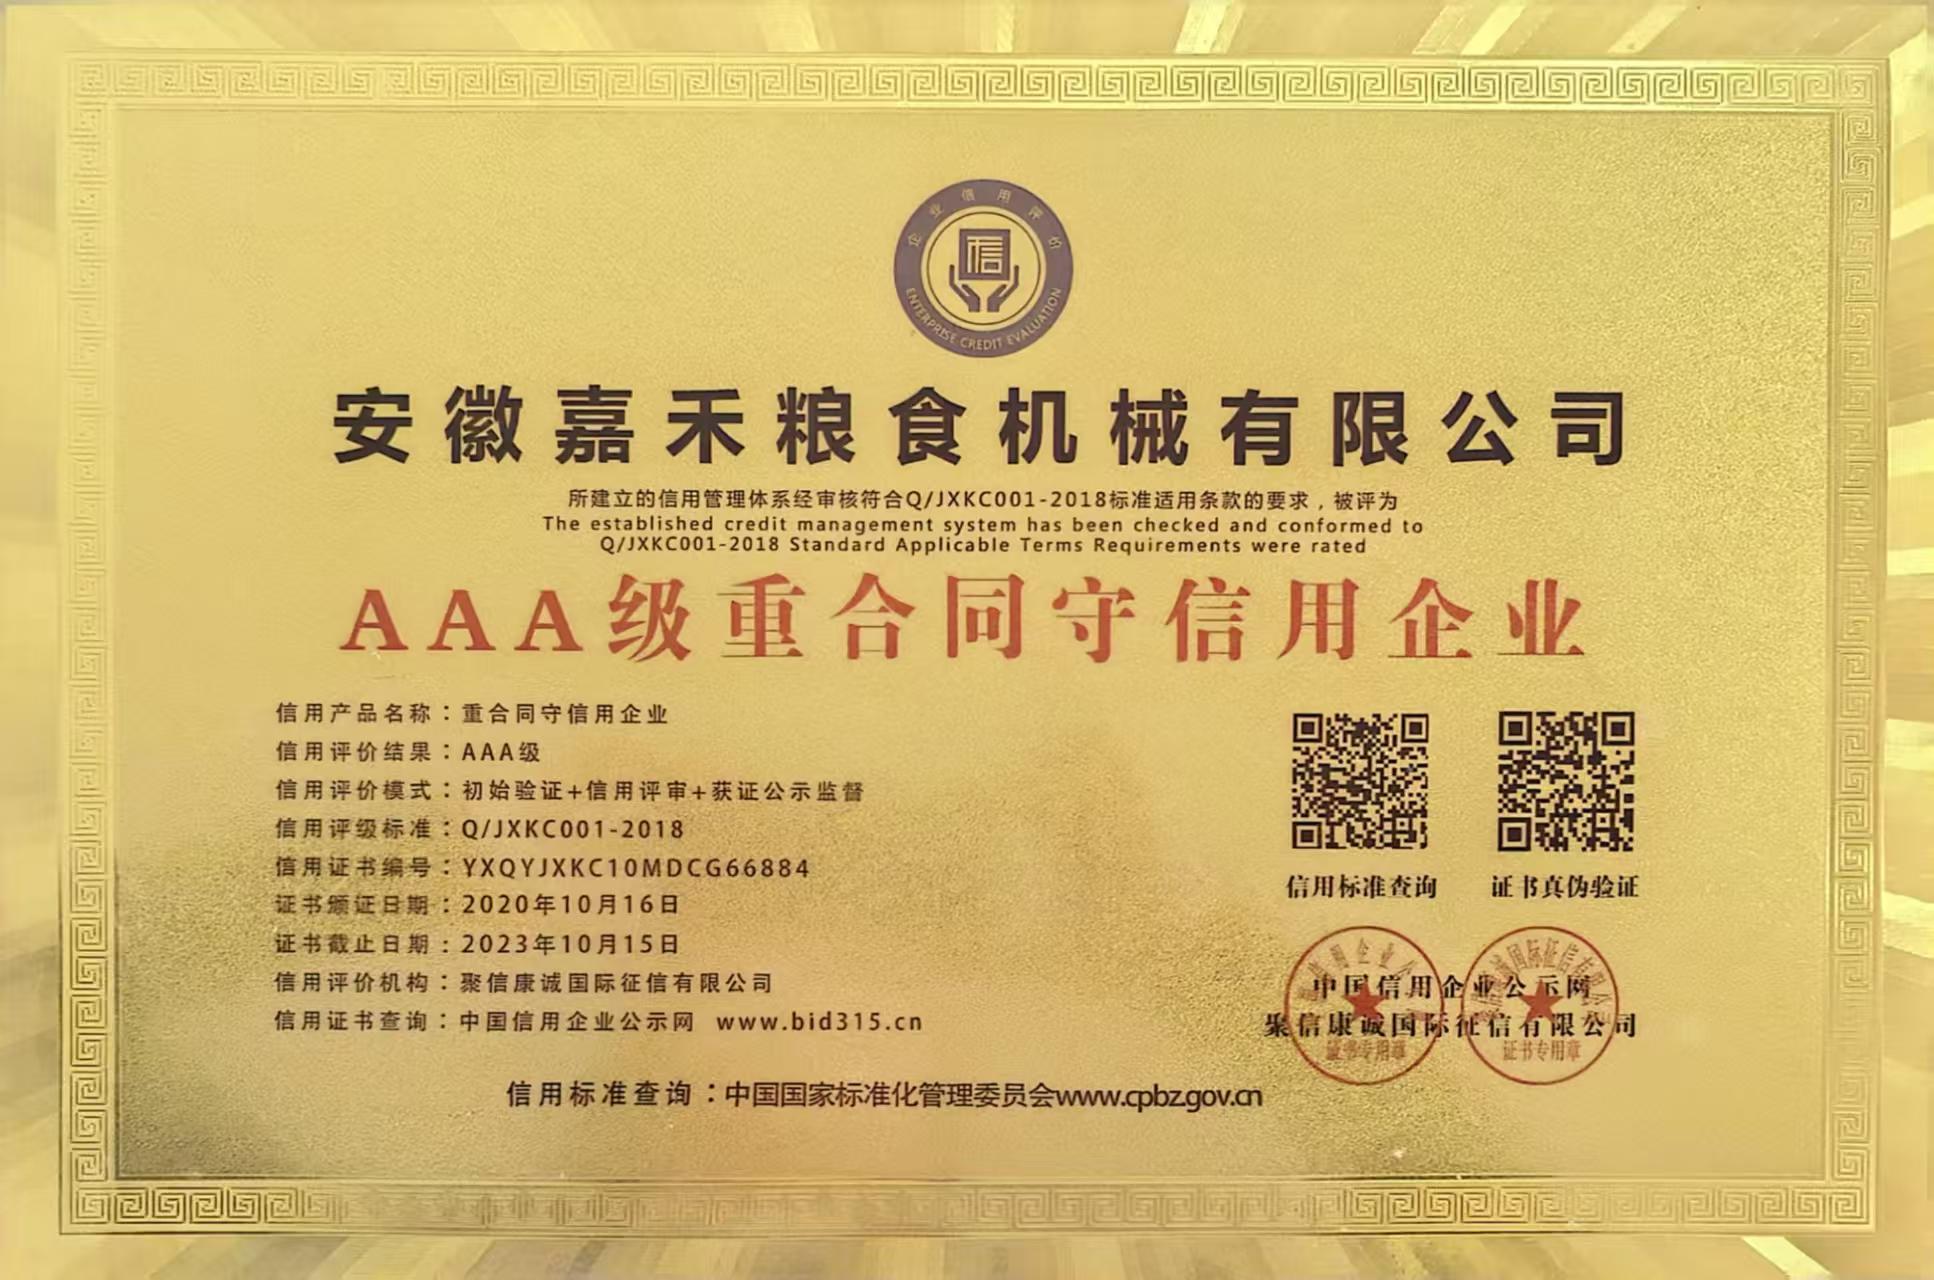 企业信用评价
信
ENTERPRISE CREDIT EVALUATION
安徽嘉禾粮食机械有限公司
所建立的信用管理体系经审核符合Q/JXKC001-2018标准适用条款的要求，被评为
The established credit management system has been checked and conformed to
Q/JXKC001-2018 Standard Applicable Terms Requirements were rated
AAA级重合同守信用企业
信用产品名称：重合同守信用企业
信用评价结果：AAA级
信用评价模式：初始验证+信用评审+获证公示监督
信用评级标准：Q/JXKC001-2018
信用证书编号：YXQYJXKC10MDCG66884
证书颁证日期：2020年10月16日
证书截止日期：2023年10月15日
信用评价机构：聚信康诚国际征信有限公司
信用证书查询：中国信用企业公示网 www.bid315.cn
信用标准查询
证书真伪验证
中国信用企业公示网
聚信康诚国际征信有限公司
证书专用章
证书专用章
信用标准查询：中国国家标准化管理委员会www.cpbz.gov.cn